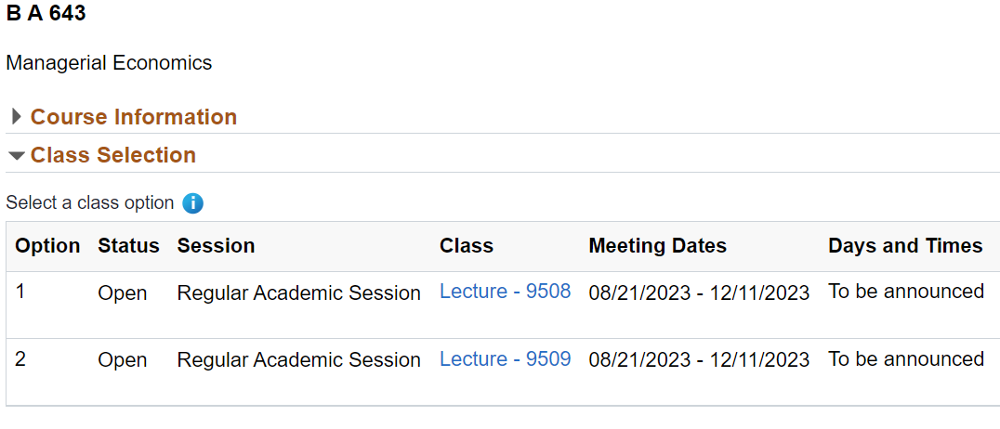 B A 643
Managerial Economics
Course Information
Class Selection
Select a class option
Option Status Session Class Meeting Dates Days and Times
1 Open Regular Academic Session Lecture - 9508 08/21/2023 - 12/11/2023 To be announced
2 Open Regular Academic Session Lecture - 9509 08/21/2023 - 12/11/2023 To be announced